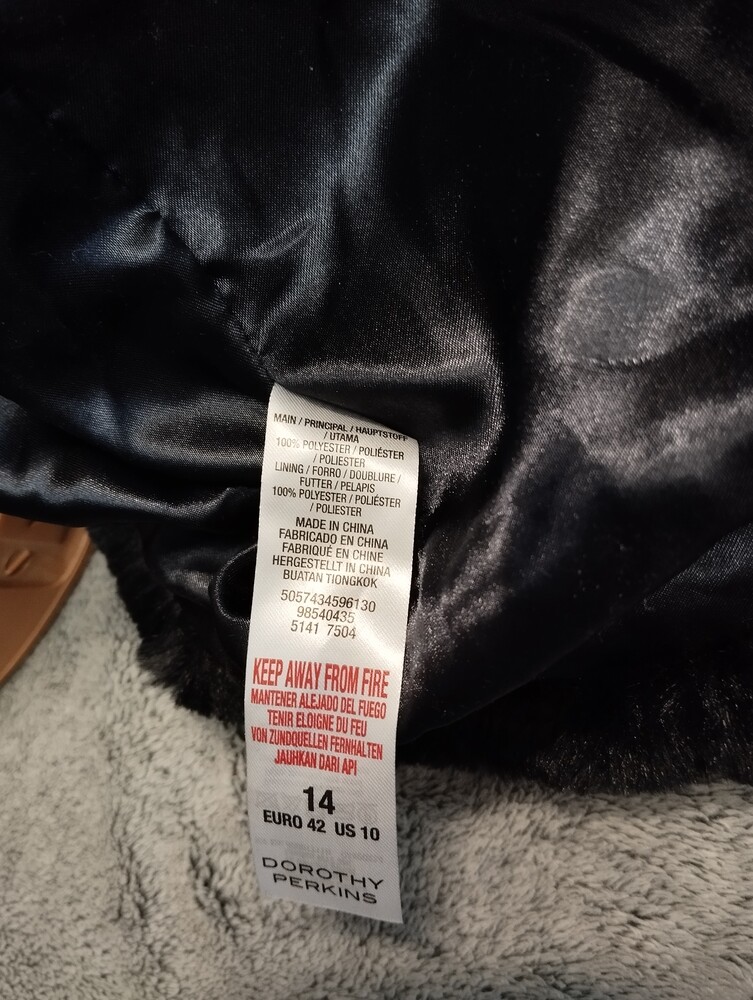 MAIN / PRINCIPAL / HAUPTSTOFF
/ UTAMA
100% POLYESTER / POLIÉSTER
/ POLIESTER
LINING / FORRO / DOUBLURE /
FUTTER / PELAPIS
100% POLYESTER / POLIÉSTER
/ POLIESTER
MADE IN CHINA
FABRICADO EN CHINA
FABRIQUÉ EN CHINE
HERGESTELLT IN CHINA
BUATAN TIONGKOK
5057434596130
98540435
5141 7504
KEEP AWAY FROM FIRE
MANTENER ALEJADO DEL FUEGO
TENIR ELOIGNE DU FEU
VON ZUNDQUELLEN FERNHALTEN
JAUHKAN DARI API
14
EURO 42 US 10
DOROTHY
PERKINS